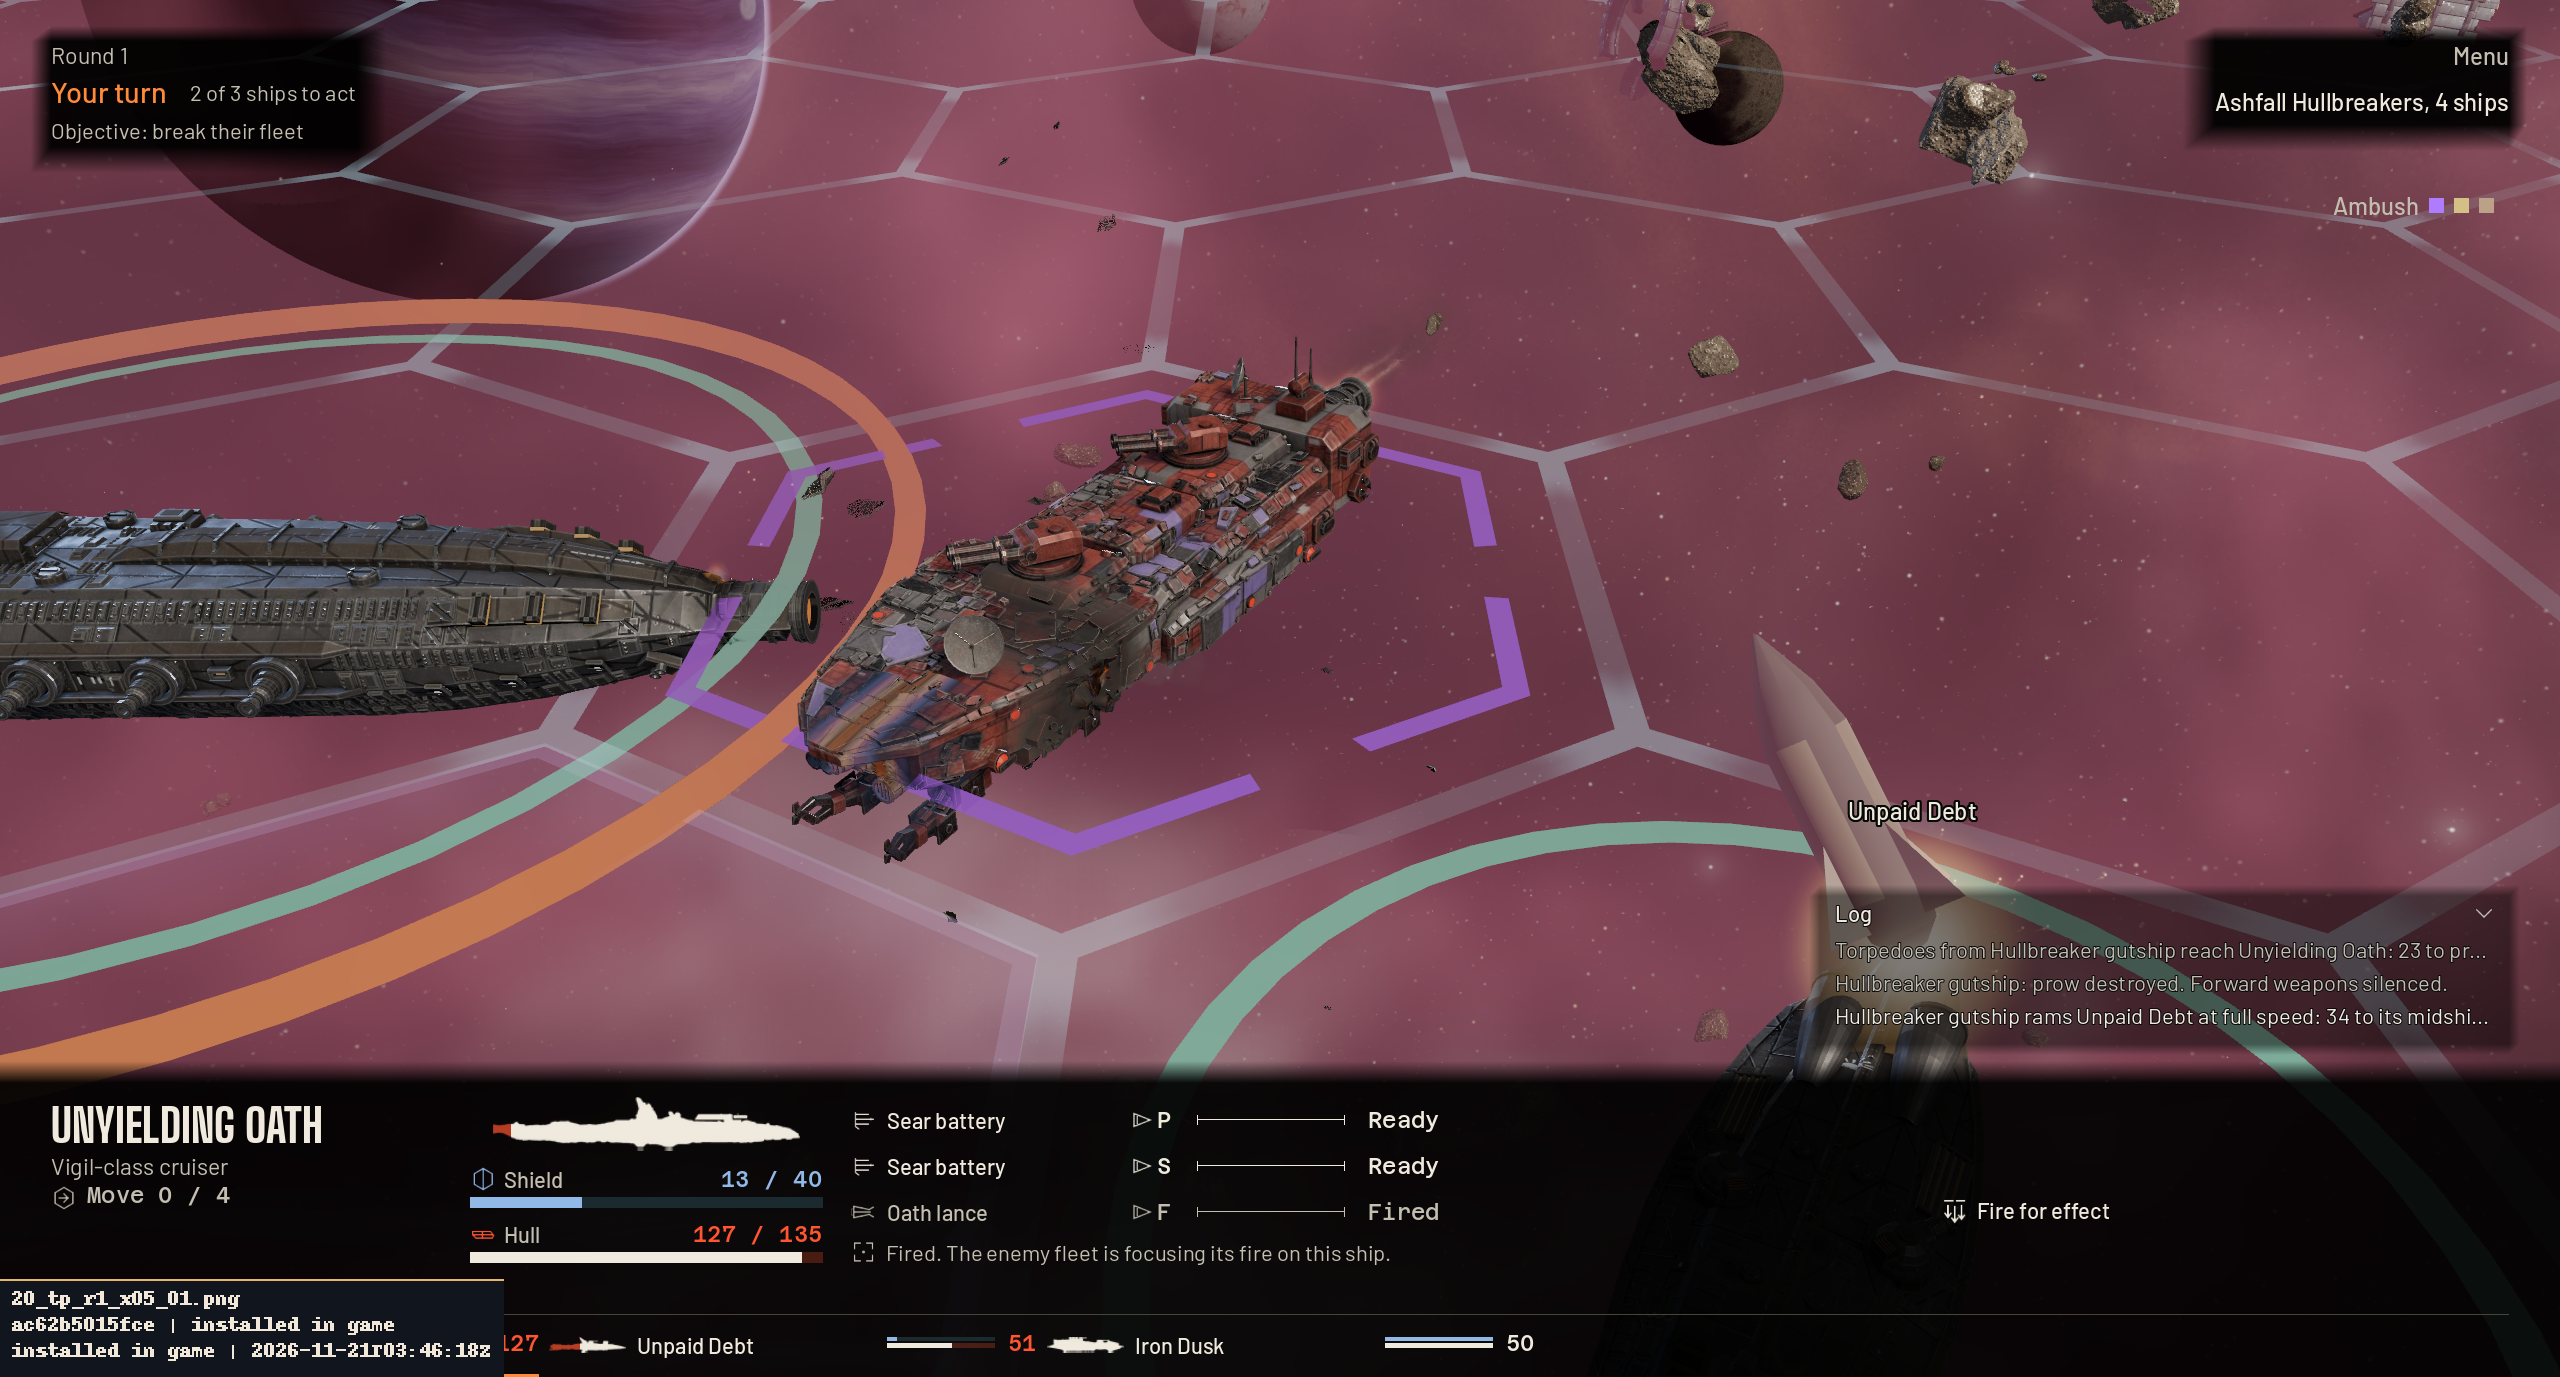 Round 1
Your turn 2 of 3 ships to act
Objective: break their fleet
Menu
Ashfall Hullbreakers, 4 ships
Ambush
Unpaid Debt
Log
Torpedoes from Hullbreaker gutship reach Unyielding Oath: 23 to pr...
Hullbreaker gutship: prow destroyed. Forward weapons silenced.
Hullbreaker gutship rams Unpaid Debt at full speed: 34 to its midshi...
UNYIELDING OATH
Vigil-class cruiser
Move 0 / 4
Shield 13 / 40
Hull 127 / 135
Sear battery P Ready
Sear battery S Ready
Oath lance F Fired
Fired. The enemy fleet is focusing its fire on this ship.
Fire for effect
20_tp_r1_x05_01.png
ac62b5015fce | installed in game
installed in game | 2026-11-21T03:46:18Z
127 Unpaid Debt 51 Iron Dusk 50